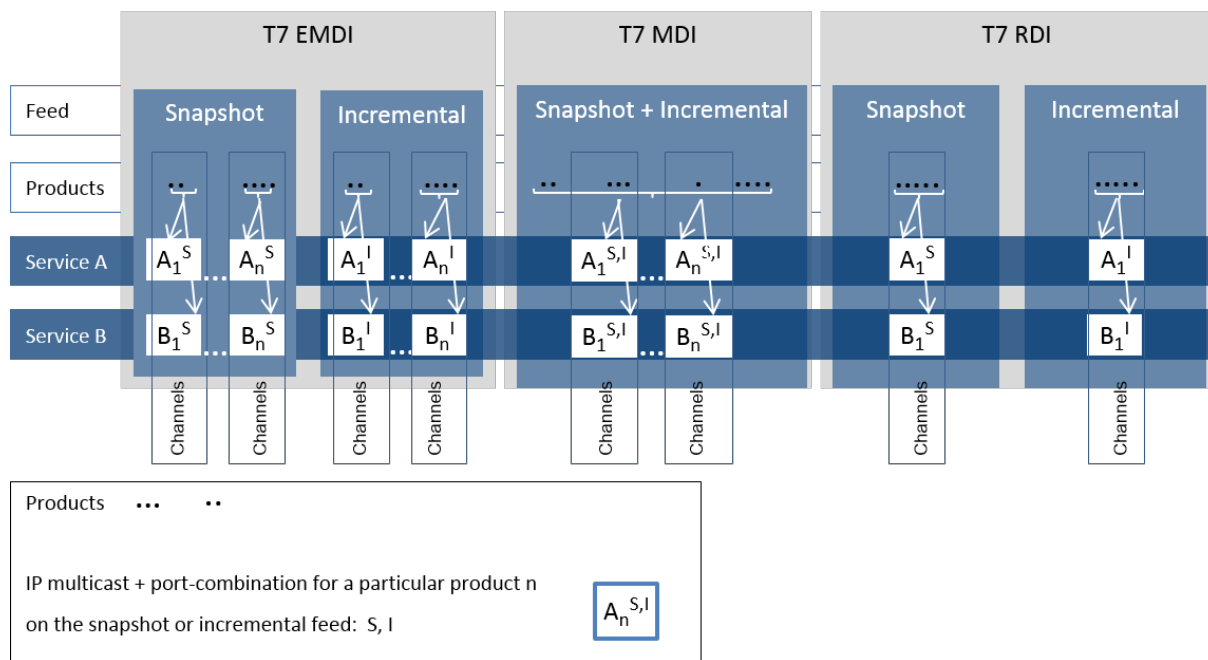 T7 EMDI T7 MDI T7 RDI
Feed Snapshot Incremental Snapshot + Incremental Snapshot Incremental
Products
Service A A₁ˢ ... Aₙˢ A₁ᴵ ... Aₙᴵ A₁ˢ,ᴵ ... Aₙˢ,ᴵ A₁ˢ A₁ᴵ
Service B B₁ˢ ... Bₙˢ B₁ᴵ ... Bₙᴵ B₁ˢ,ᴵ ... Bₙˢ,ᴵ B₁ˢ B₁ᴵ
Channels Channels Channels Channels Channels Channels Channels Channels
Products ... ..
IP multicast + port-combination for a particular product n
on the snapshot or incremental feed: S, I
Aₙˢ,ᴵ